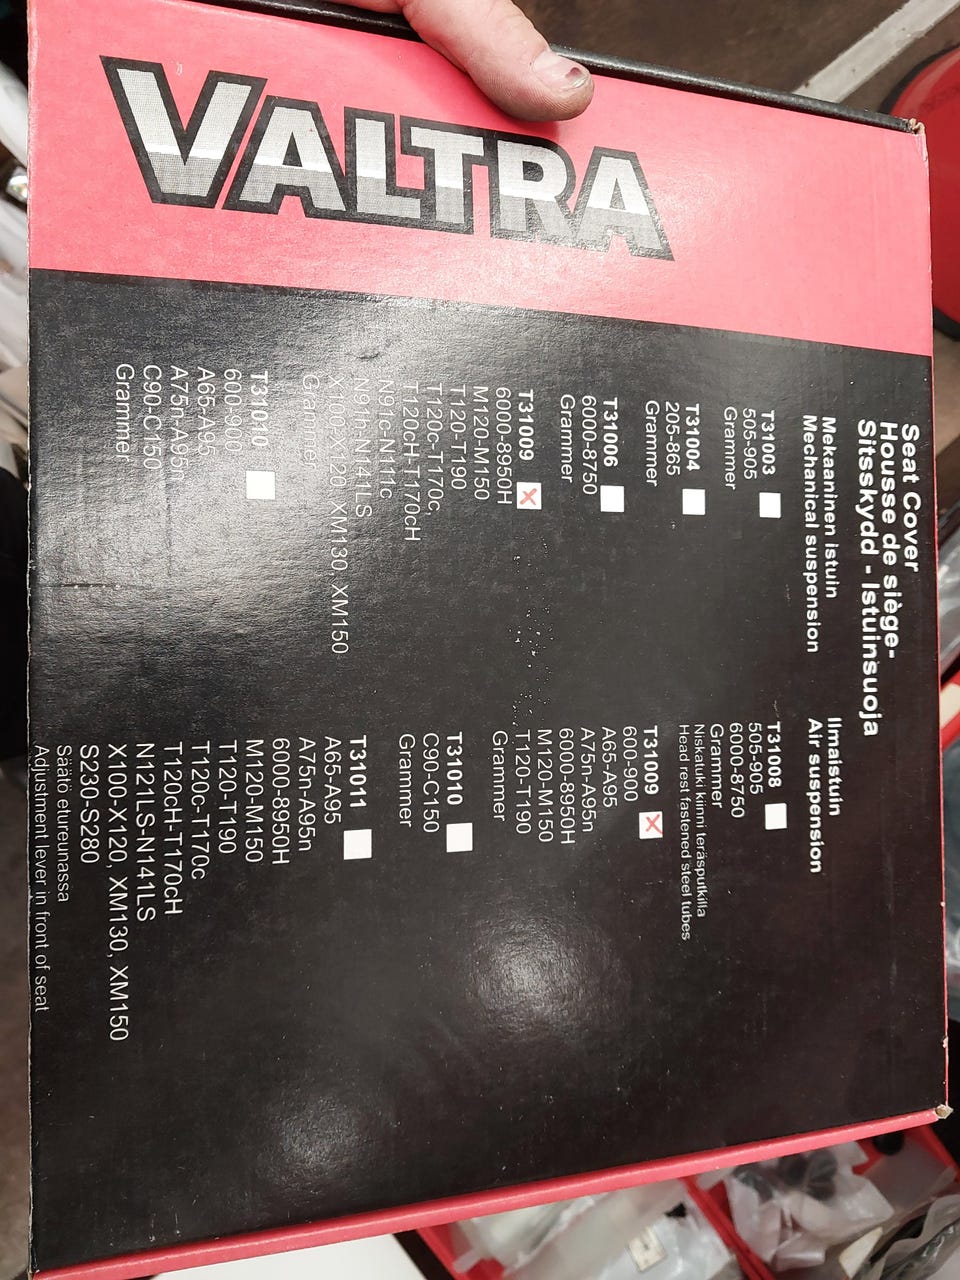 VALTRA
Seat Cover
Housse de siège-
Sitsskydd - Istuinsuoja
Mekaaninen istuin
Mechanical suspension
T31003
505-905
Grammer
T31004
205-865
Grammer
T31006
6000-8750
Grammer
T31009
6000-8950H
M120-M150
T120-T190
T120c-T170c,
T120cH-T170cH
N91c-N111c
N91h-N141LS
X100-X120, XM130, XM150
Grammer
T31010
600-900
A65-A95
A75n-A95n
C90-C150
Grammer
Ilmaistuin
Air suspension
T31008
505-905
6000-8750
Grammer
Niskatuki kiinni teräsputkilla
Head rest fastened steel tubes
T31009
600-900
A65-A95
A75n-A95n
6000-8950H
M120-M150
T120-T190
Grammer
T31010
C90-C150
Grammer
T31011
A65-A95
A75n-A95n
6000-8950H
M120-M150
T120-T190
T120c-T170c
T120cH-T170cH
N121LS-N141LS
X100-X120, XM130, XM150
S230-S280
Säätö etureunassa
Adjustment lever in front of seat